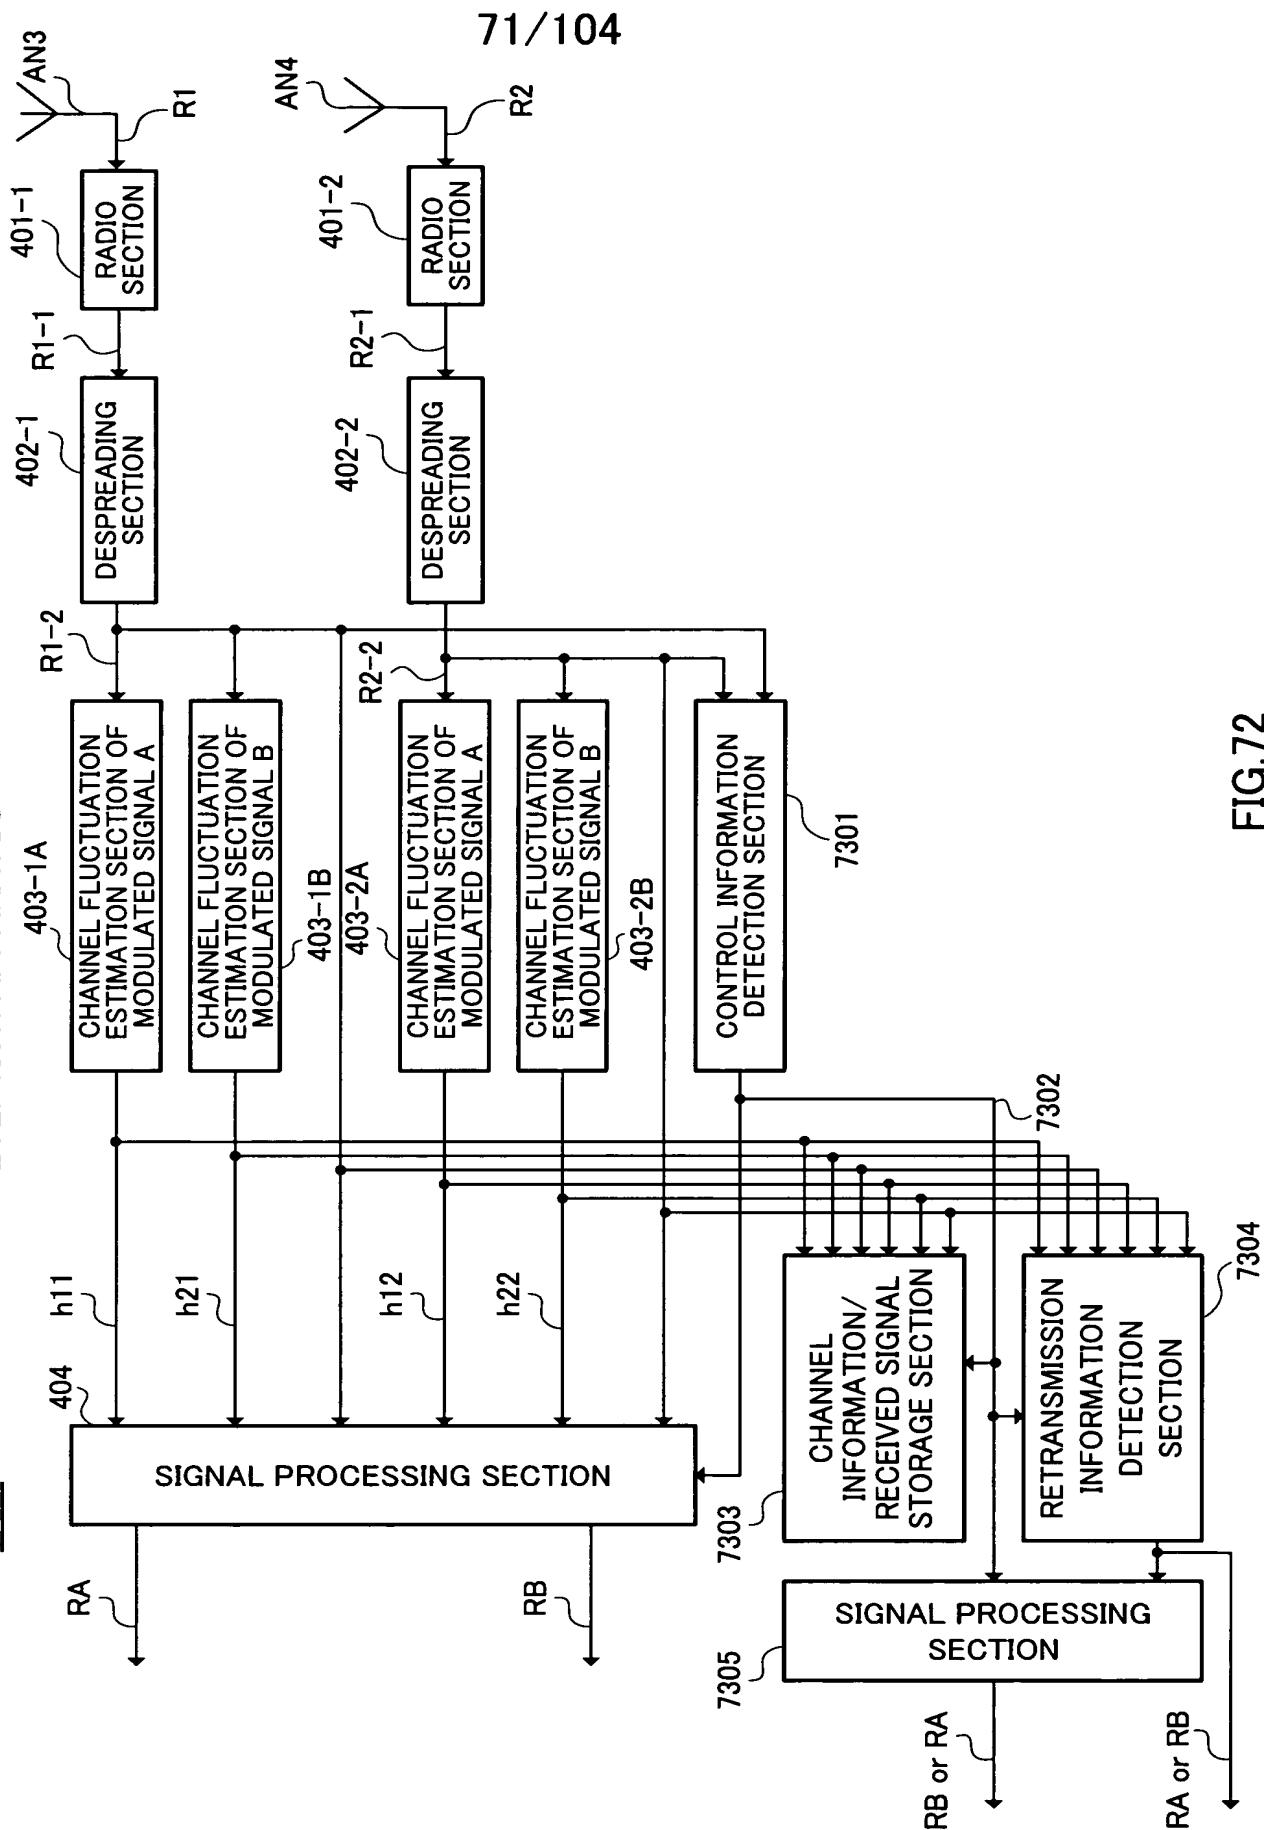 71/104
AN3
R1
401-1
RADIO
SECTION
R1-1
402-1
DESPREADING
SECTION
R1-2
AN4
R2
401-2
RADIO
SECTION
R2-1
402-2
DESPREADING
SECTION
R2-2
403-1A
CHANNEL FLUCTUATION
ESTIMATION SECTION OF
MODULATED SIGNAL A
CHANNEL FLUCTUATION
ESTIMATION SECTION OF
MODULATED SIGNAL B
403-1B
403-2A
CHANNEL FLUCTUATION
ESTIMATION SECTION OF
MODULATED SIGNAL A
CHANNEL FLUCTUATION
ESTIMATION SECTION OF
MODULATED SIGNAL B
403-2B
CONTROL INFORMATION
DETECTION SECTION
7301
7302
h11
h21
h12
h22
404
SIGNAL PROCESSING SECTION
RA
RB
7303
CHANNEL
INFORMATION/
RECEIVED SIGNAL
STORAGE SECTION
RETRANSMISSION
INFORMATION
DETECTION
SECTION
7304
7305
SIGNAL PROCESSING
SECTION
RB or RA
RA or RB
FIG.72